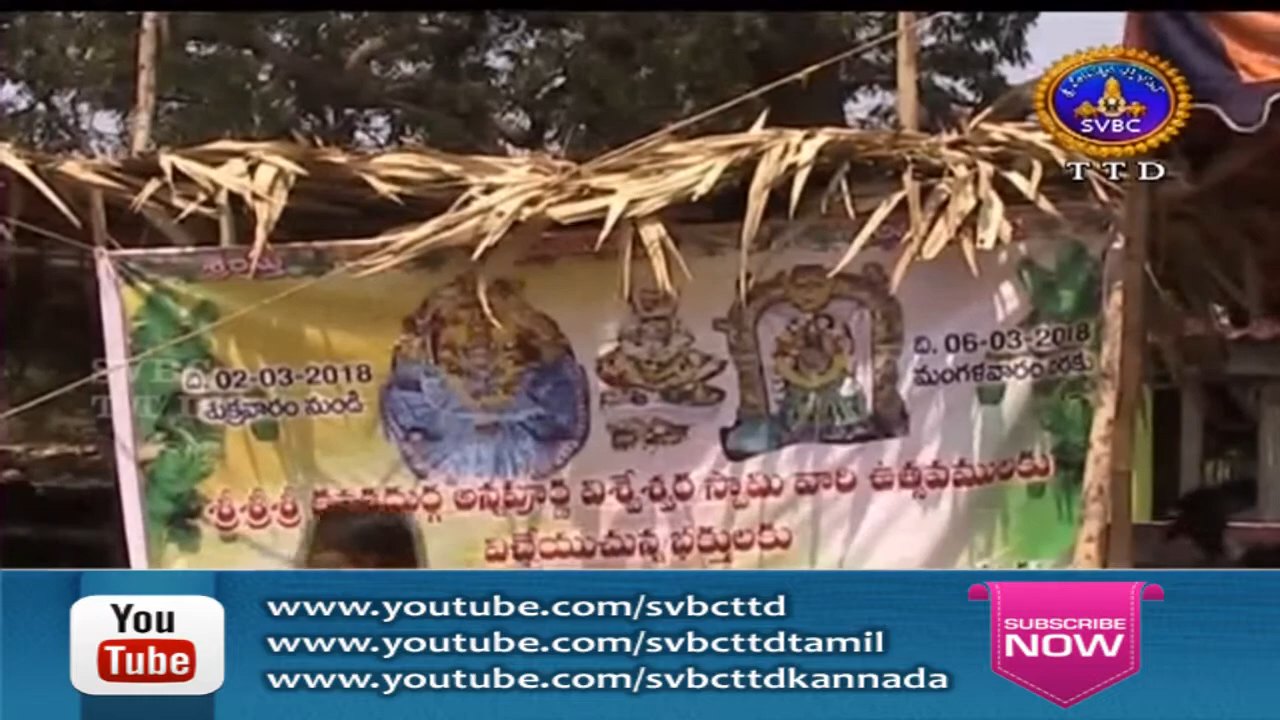 SVBC
TTD
ది. 02-03-2018
శుక్రవారం నుండి
ది. 06-03-2018
మంగళవారం వరకు
శ్రీశ్రీశ్రీ అన్నపూర్ణ విశ్వేశ్వర స్వామి వారి ఉత్సవములకు
విచ్చేయుచున్న భక్తులకు
You
Tube
www.youtube.com/svbcttd
www.youtube.com/svbcttdtamil
www.youtube.com/svbcttdkannada
SUBSCRIBE
NOW